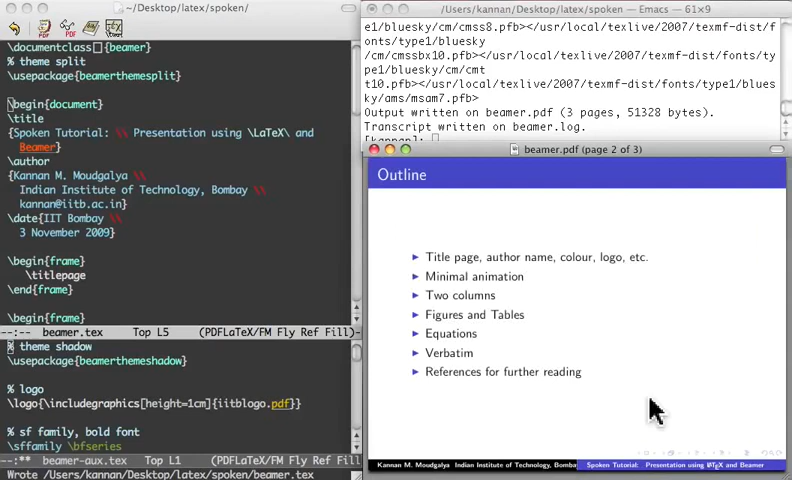 ~/Desktop/latex/spoken/
\documentclass[]{beamer}
% theme split
\usepackage{beamerthemesplit}
\begin{document}
\title
{Spoken Tutorial: \\ Presentation using \LaTeX\ and
Beamer}
\author
{Kannan M. Moudgalya \\
Indian Institute of Technology, Bombay \\
kannan@iitb.ac.in}
\date{IIT Bombay \\
3 November 2009}
\begin{frame}
\titlepage
\end{frame}
\begin{frame}
--:-- beamer.tex Top L5 (PDFLaTeX/FM Fly Ref Fill)-
% theme shadow
\usepackage{beamerthemeshadow}
% logo
\logo{\includegraphics[height=1cm]{iitblogo.pdf}}
% sf family, bold font
\sffamily \bfseries
--:** beamer-aux.tex Top L1 (PDFLaTeX/FM Fly Ref Fill
Wrote /Users/kannan/Desktop/latex/spoken/beamer.tex
/Users/kannan/Desktop/latex/spoken — Emacs — 61×9
e1/bluesky/cm/cmss8.pfb></usr/local/texlive/2007/texmf-dist/f
onts/type1/bluesky
/cm/cmssbx10.pfb></usr/local/texlive/2007/texmf-dist/fonts/ty
pe1/bluesky/cm/cmt
t10.pfb></usr/local/texlive/2007/texmf-dist/fonts/type1/blues
ky/ams/msam7.pfb>
Output written on beamer.pdf (3 pages, 51328 bytes).
Transcript written on beamer.log.
[kannan]:
beamer.pdf (page 2 of 3)
Outline
Title page, author name, colour, logo, etc.
Minimal animation
Two columns
Figures and Tables
Equations
Verbatim
References for further reading
Kannan M. Moudgalya Indian Institute of Technology, Bomba
Spoken Tutorial: Presentation using LATEX and Beamer